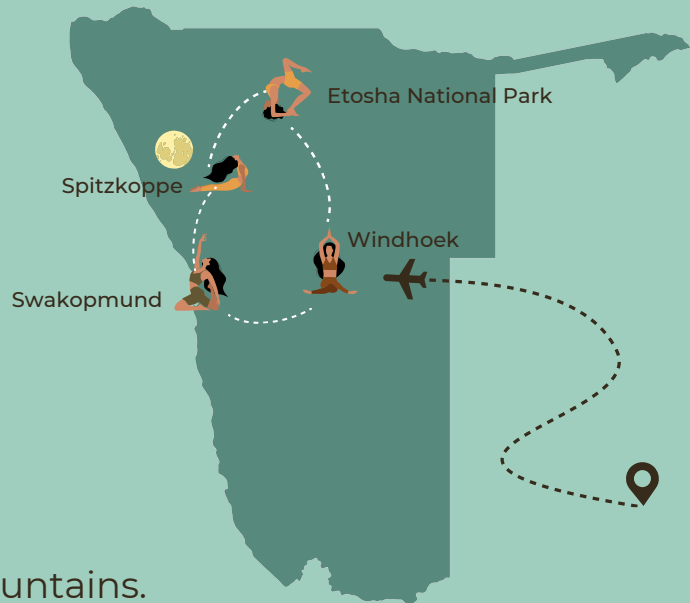 Etosha National Park
Spitzkoppe
Windhoek
Swakopmund
untains.